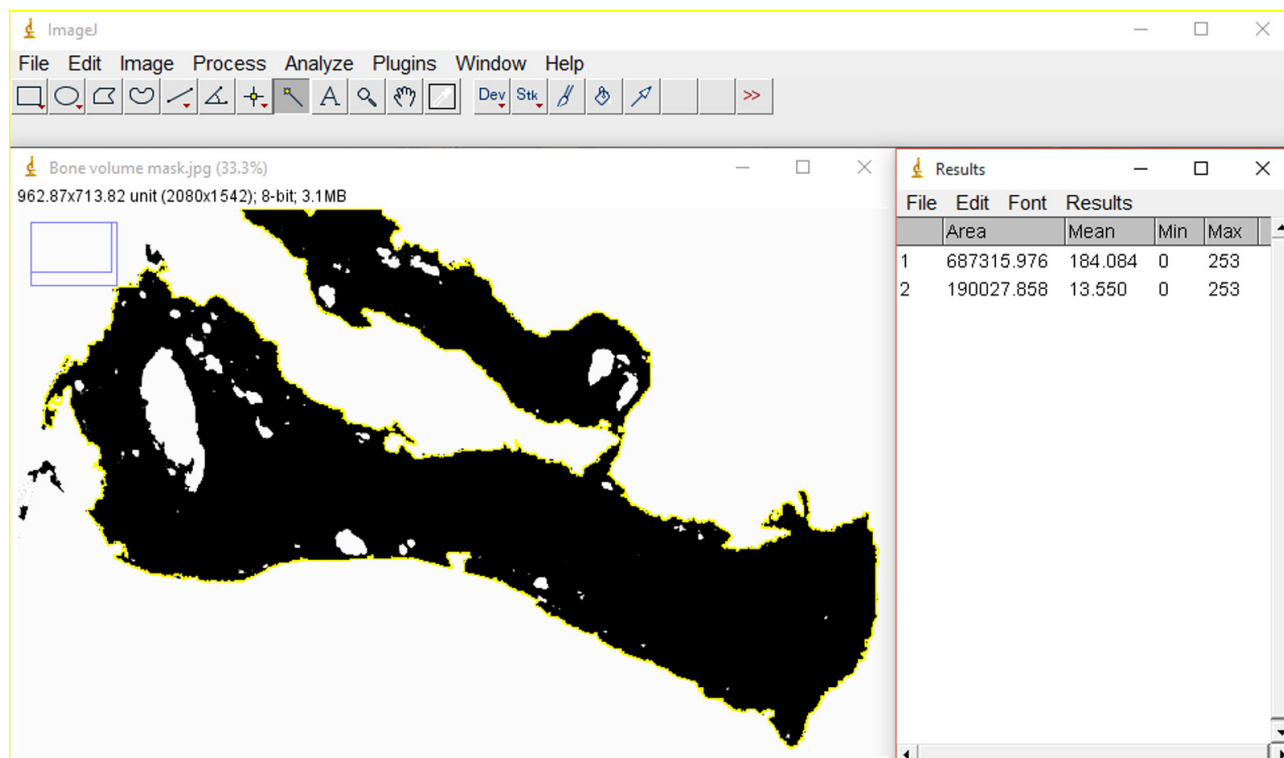 ImageJ
File Edit Image Process Analyze Plugins Window Help
A Dev Stk >>
Bone volume mask.jpg (33.3%)
962.87x713.82 unit (2080x1542); 8-bit; 3.1MB
Results
File Edit Font Results
Area Mean Min Max
1 687315.976 184.084 0 253
2 190027.858 13.550 0 253